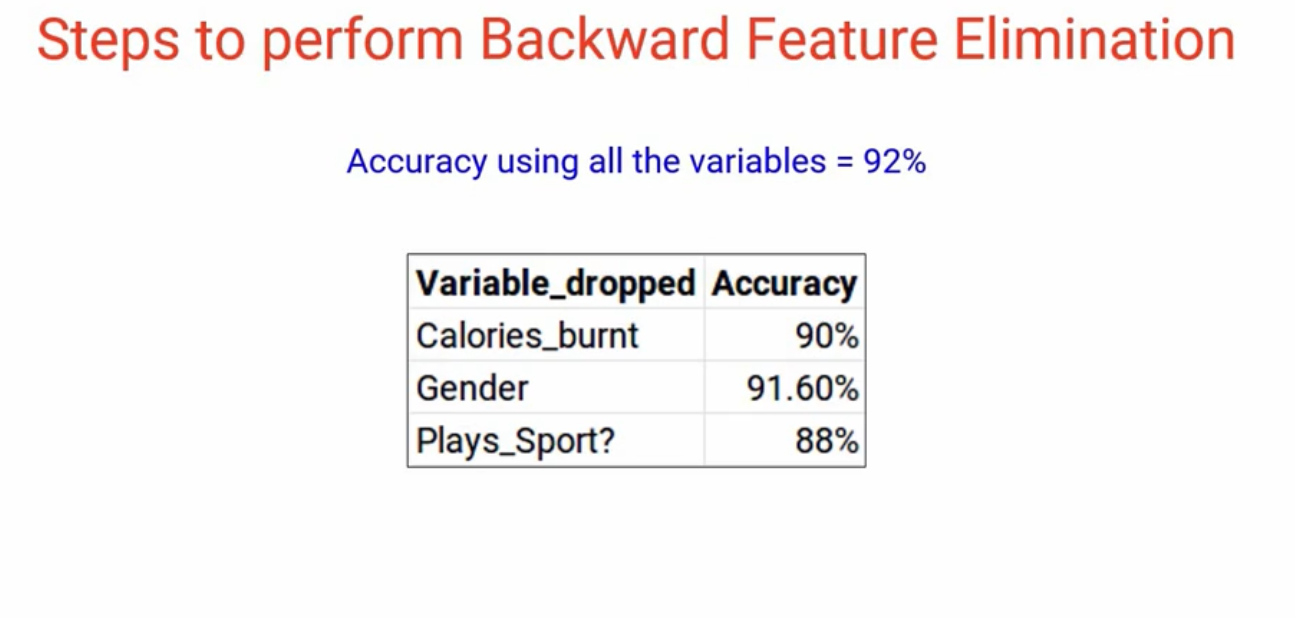 Steps to perform Backward Feature Elimination
Accuracy using all the variables = 92%
Variable_dropped Accuracy
Calories_burnt 90%
Gender 91.60%
Plays_Sport? 88%